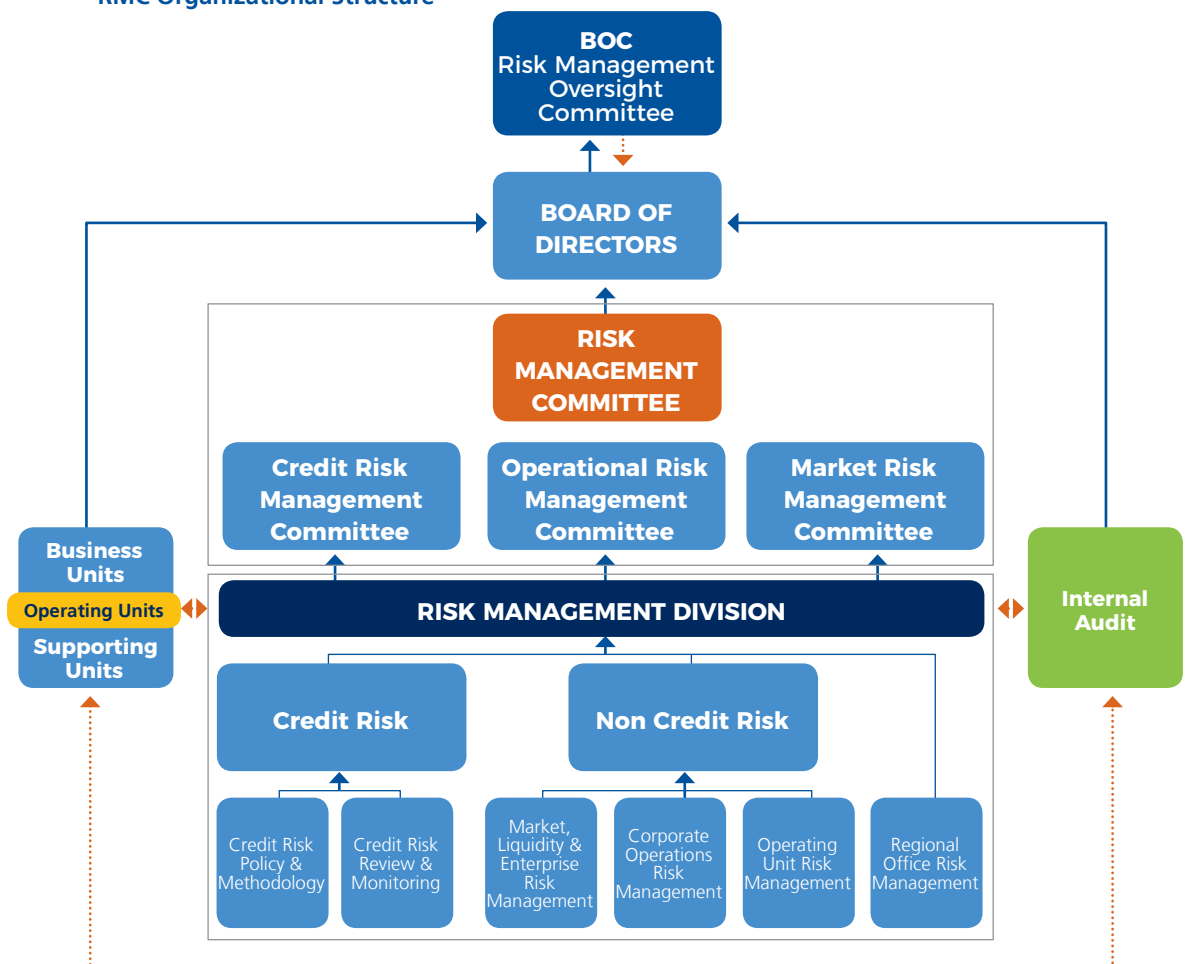 RMC Organizational Structure
BOC
Risk Management
Oversight
Committee
BOARD OF
DIRECTORS
RISK
MANAGEMENT
COMMITTEE
Credit Risk
Management
Committee
Operational Risk
Management
Committee
Market Risk
Management
Committee
Business
Units
Operating Units
Supporting
Units
RISK MANAGEMENT DIVISION
Internal
Audit
Credit Risk
Non Credit Risk
Credit Risk
Policy &
Methodology
Credit Risk
Review &
Monitoring
Market,
Liquidity &
Enterprise
Risk
Management
Corporate
Operations
Risk
Management
Operating
Unit Risk
Management
Regional
Office Risk
Management